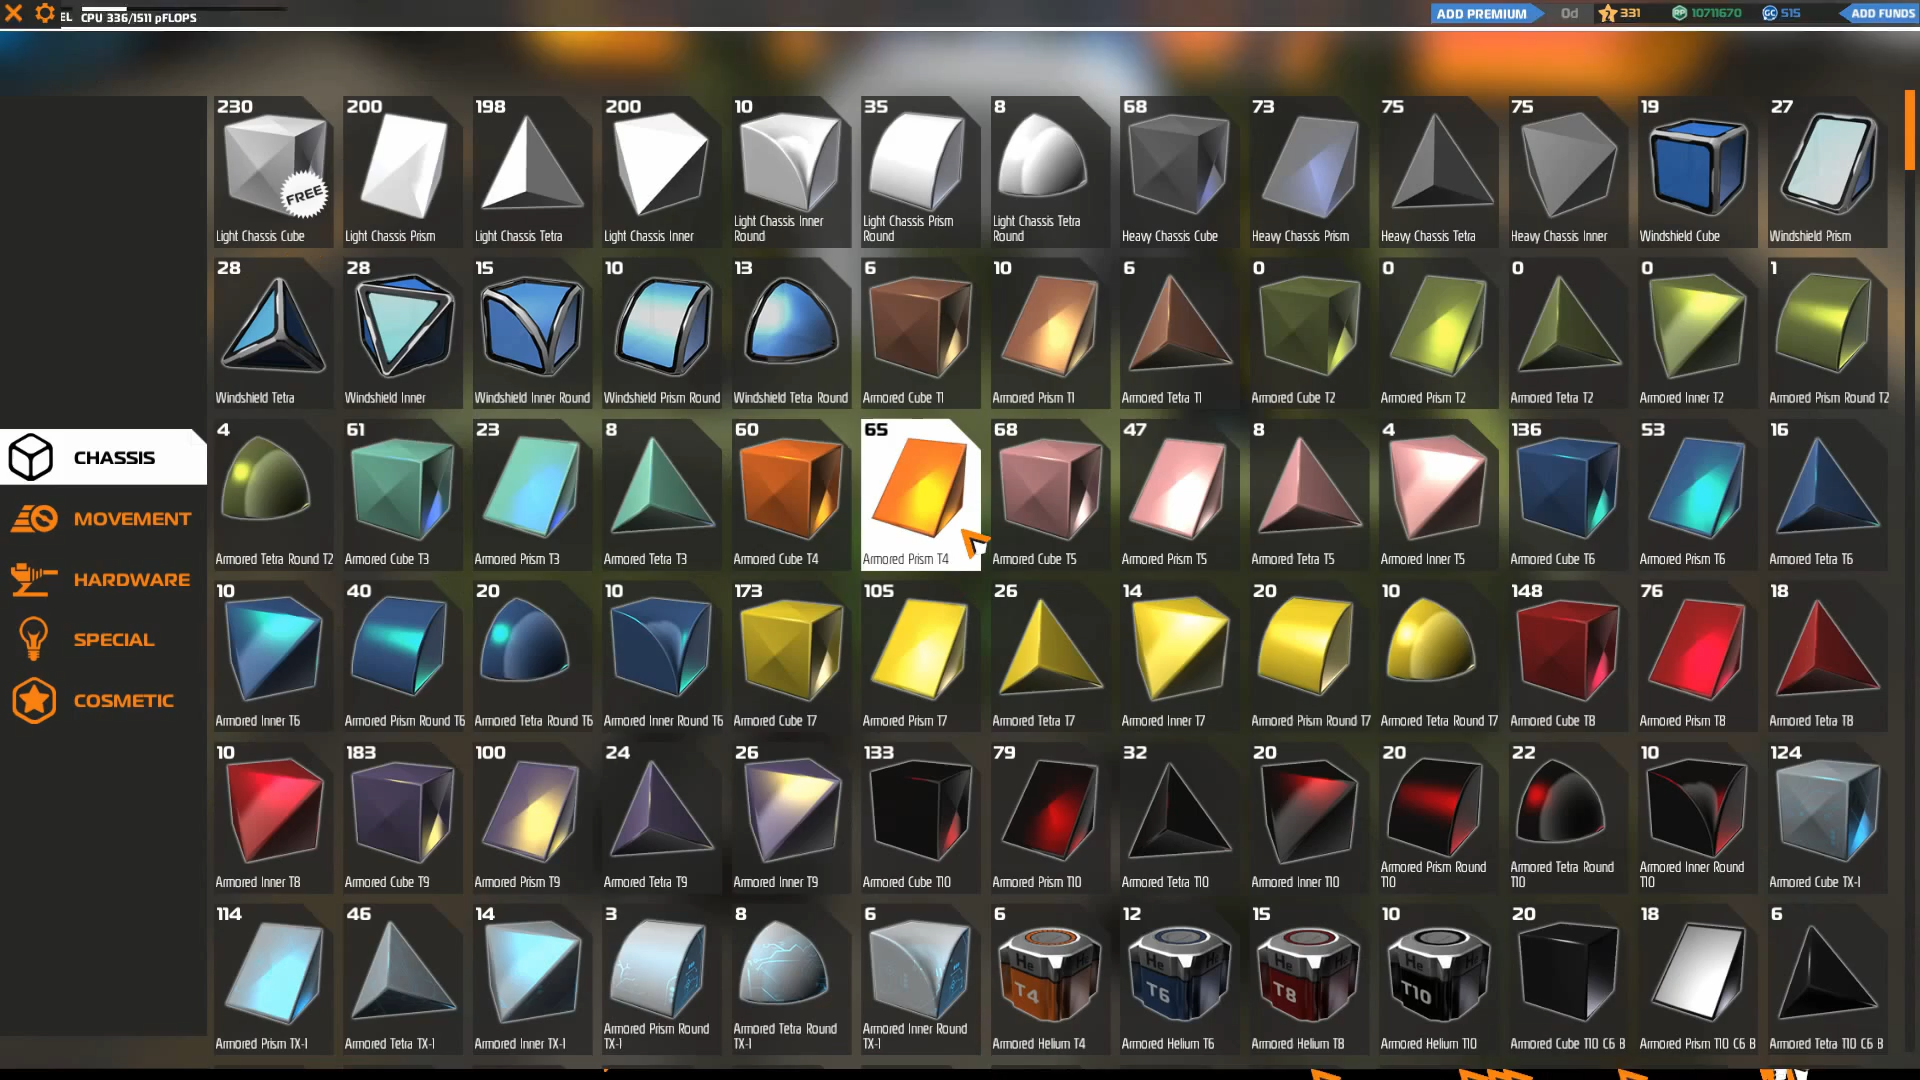 EL CPU 336/1511 pFLOPS
ADD PREMIUM 0d 331 RP 10711670 GC 515 ADD FUNDS
230 200 198 200 10 35 8 68 73 75 75 19 27
FREE
Light Chassis Cube Light Chassis Prism Light Chassis Tetra Light Chassis Inner Light Chassis Inner Round Light Chassis Prism Round Light Chassis Tetra Round Heavy Chassis Cube Heavy Chassis Prism Heavy Chassis Tetra Heavy Chassis Inner Windshield Cube Windshield Prism
28 28 15 10 13 6 10 6 0 0 0 0 1
Windshield Tetra Windshield Inner Windshield Inner Round Windshield Prism Round Windshield Tetra Round Armored Cube T1 Armored Prism T1 Armored Tetra T1 Armored Cube T2 Armored Prism T2 Armored Tetra T2 Armored Inner T2 Armored Prism Round T2
4 61 23 8 60 65 68 47 8 4 136 53 16
Armored Tetra Round T2 Armored Cube T3 Armored Prism T3 Armored Tetra T3 Armored Cube T4 Armored Prism T4 Armored Cube T5 Armored Prism T5 Armored Tetra T5 Armored Inner T5 Armored Cube T6 Armored Prism T6 Armored Tetra T6
CHASSIS
MOVEMENT
HARDWARE
SPECIAL
COSMETIC
10 40 20 10 173 105 26 14 20 10 148 76 18
Armored Inner T6 Armored Prism Round T6 Armored Tetra Round T6 Armored Inner Round T6 Armored Cube T7 Armored Prism T7 Armored Tetra T7 Armored Inner T7 Armored Prism Round T7 Armored Tetra Round T7 Armored Cube T8 Armored Prism T8 Armored Tetra T8
10 183 100 24 26 133 79 32 20 20 22 10 124
Armored Inner T8 Armored Cube T9 Armored Prism T9 Armored Tetra T9 Armored Inner T9 Armored Cube T10 Armored Prism T10 Armored Tetra T10 Armored Inner T10 Armored Prism Round T10 Armored Tetra Round T10 Armored Inner Round T10 Armored Cube TX-1
114 46 14 3 8 6 6 12 15 10 20 18 6
He He He He He He He He
T4 T6 T8 T10
Armored Prism TX-1 Armored Tetra TX-1 Armored Inner TX-1 Armored Prism Round TX-1 Armored Tetra Round TX-1 Armored Inner Round TX-1 Armored Helium T4 Armored Helium T6 Armored Helium T8 Armored Helium T10 Armored Cube T10 C6 B Armored Prism T10 C6 B Armored Tetra T10 C6 B